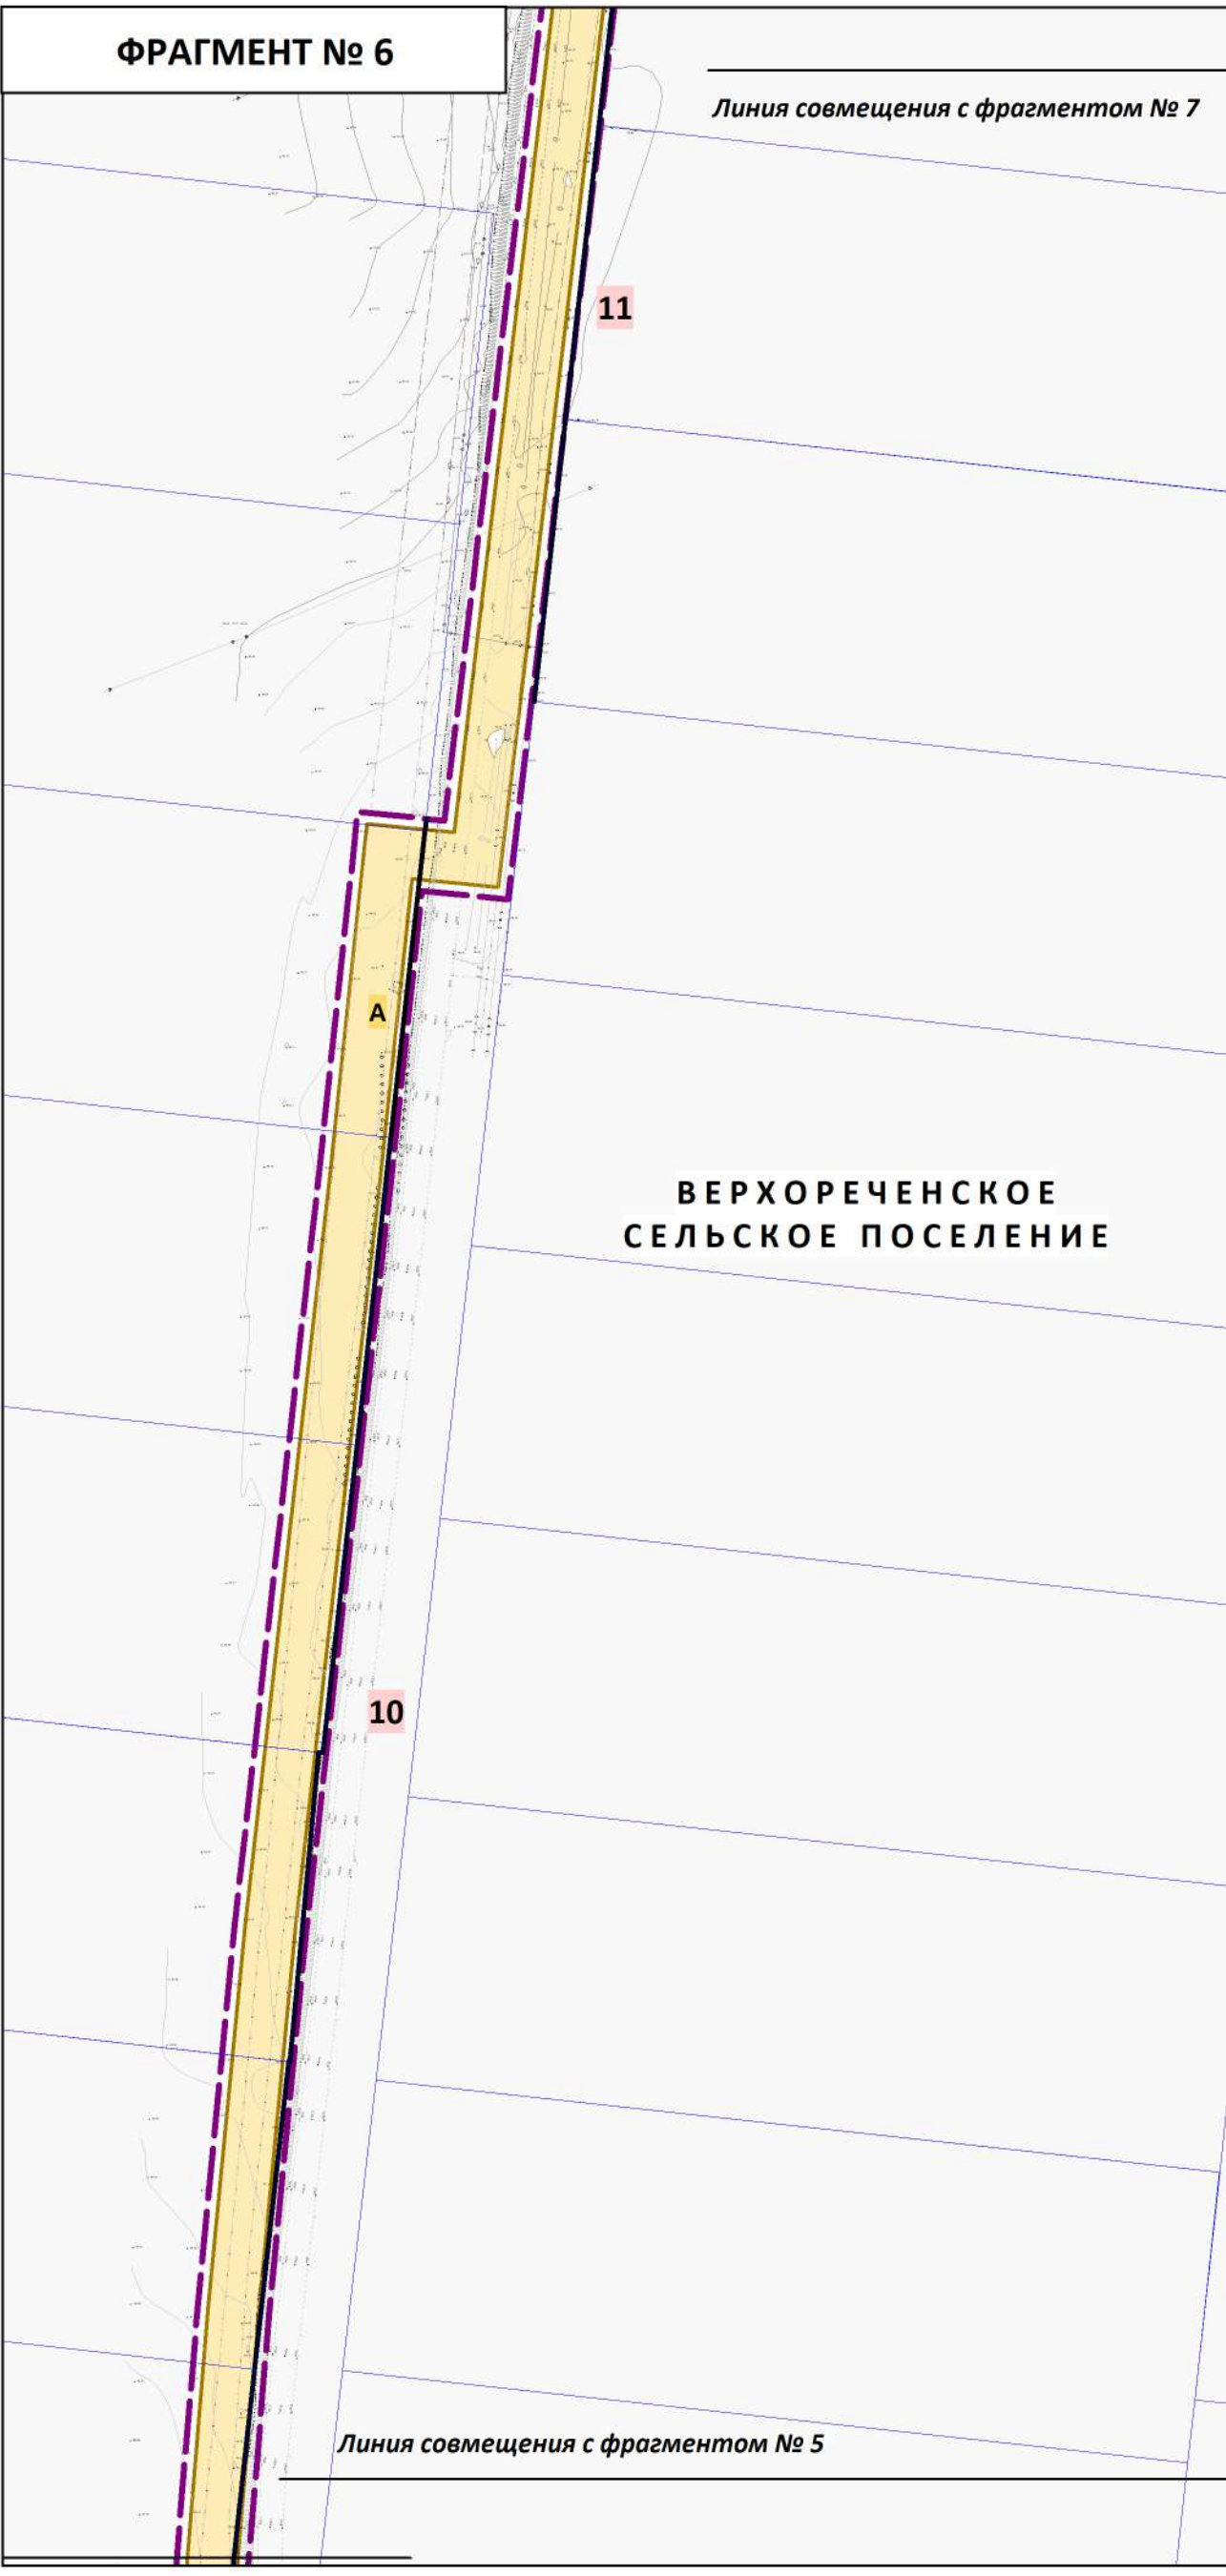 ФРАГМЕНТ № 6
Линия совмещения с фрагментом № 7
11
А
ВЕРХОРЕЧЕНСКОЕ
СЕЛЬСКОЕ ПОСЕЛЕНИЕ
10
Линия совмещения с фрагментом № 5